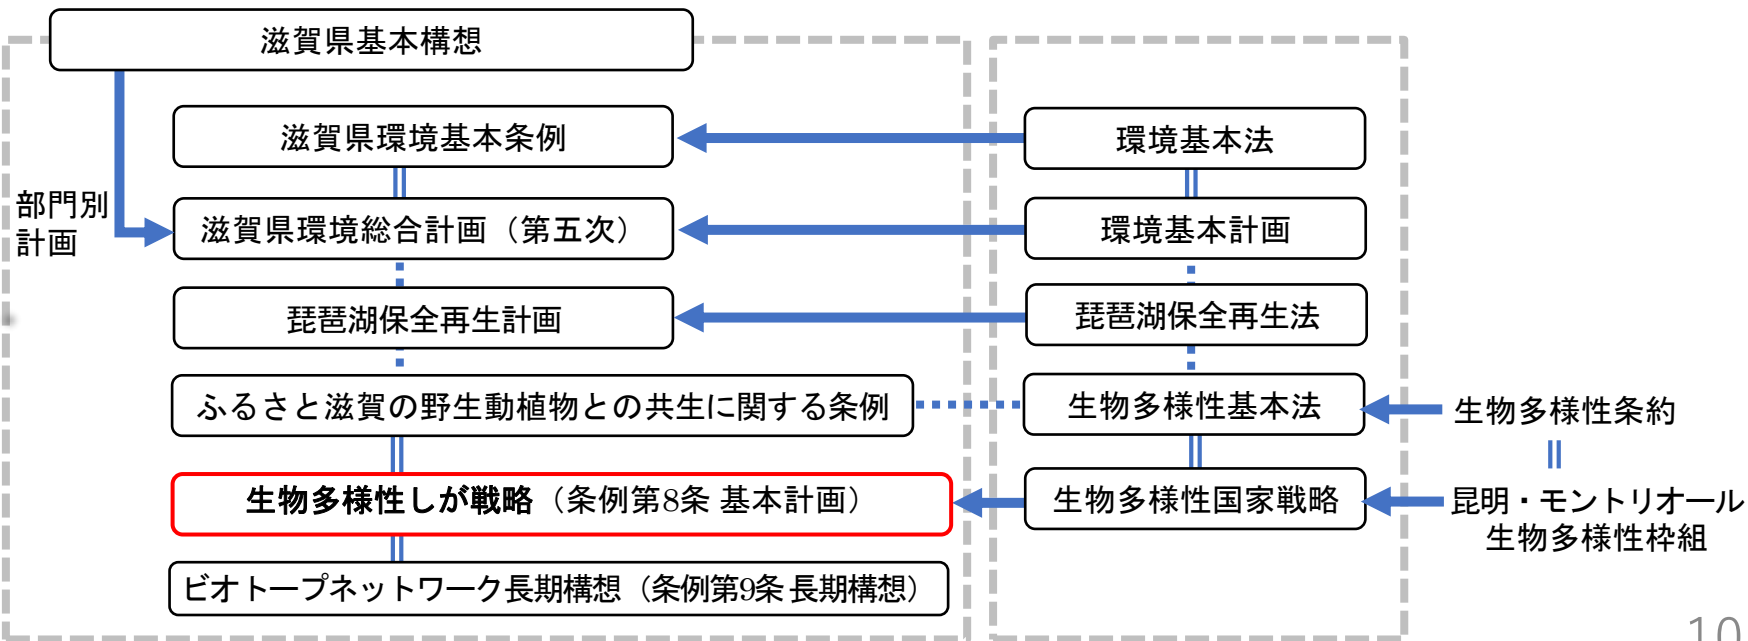 滋賀県基本構想
滋賀県環境基本条例
環境基本法
部門別
計画
滋賀県環境総合計画（第五次）
環境基本計画
琵琶湖保全再生計画
琵琶湖保全再生法
ふるさと滋賀の野生動植物との共生に関する条例
生物多様性基本法
生物多様性条約
生物多様性しが戦略（条例第8条 基本計画）
生物多様性国家戦略
昆明・モントリオール
生物多様性枠組
ビオトープネットワーク長期構想（条例第9条 長期構想）
10